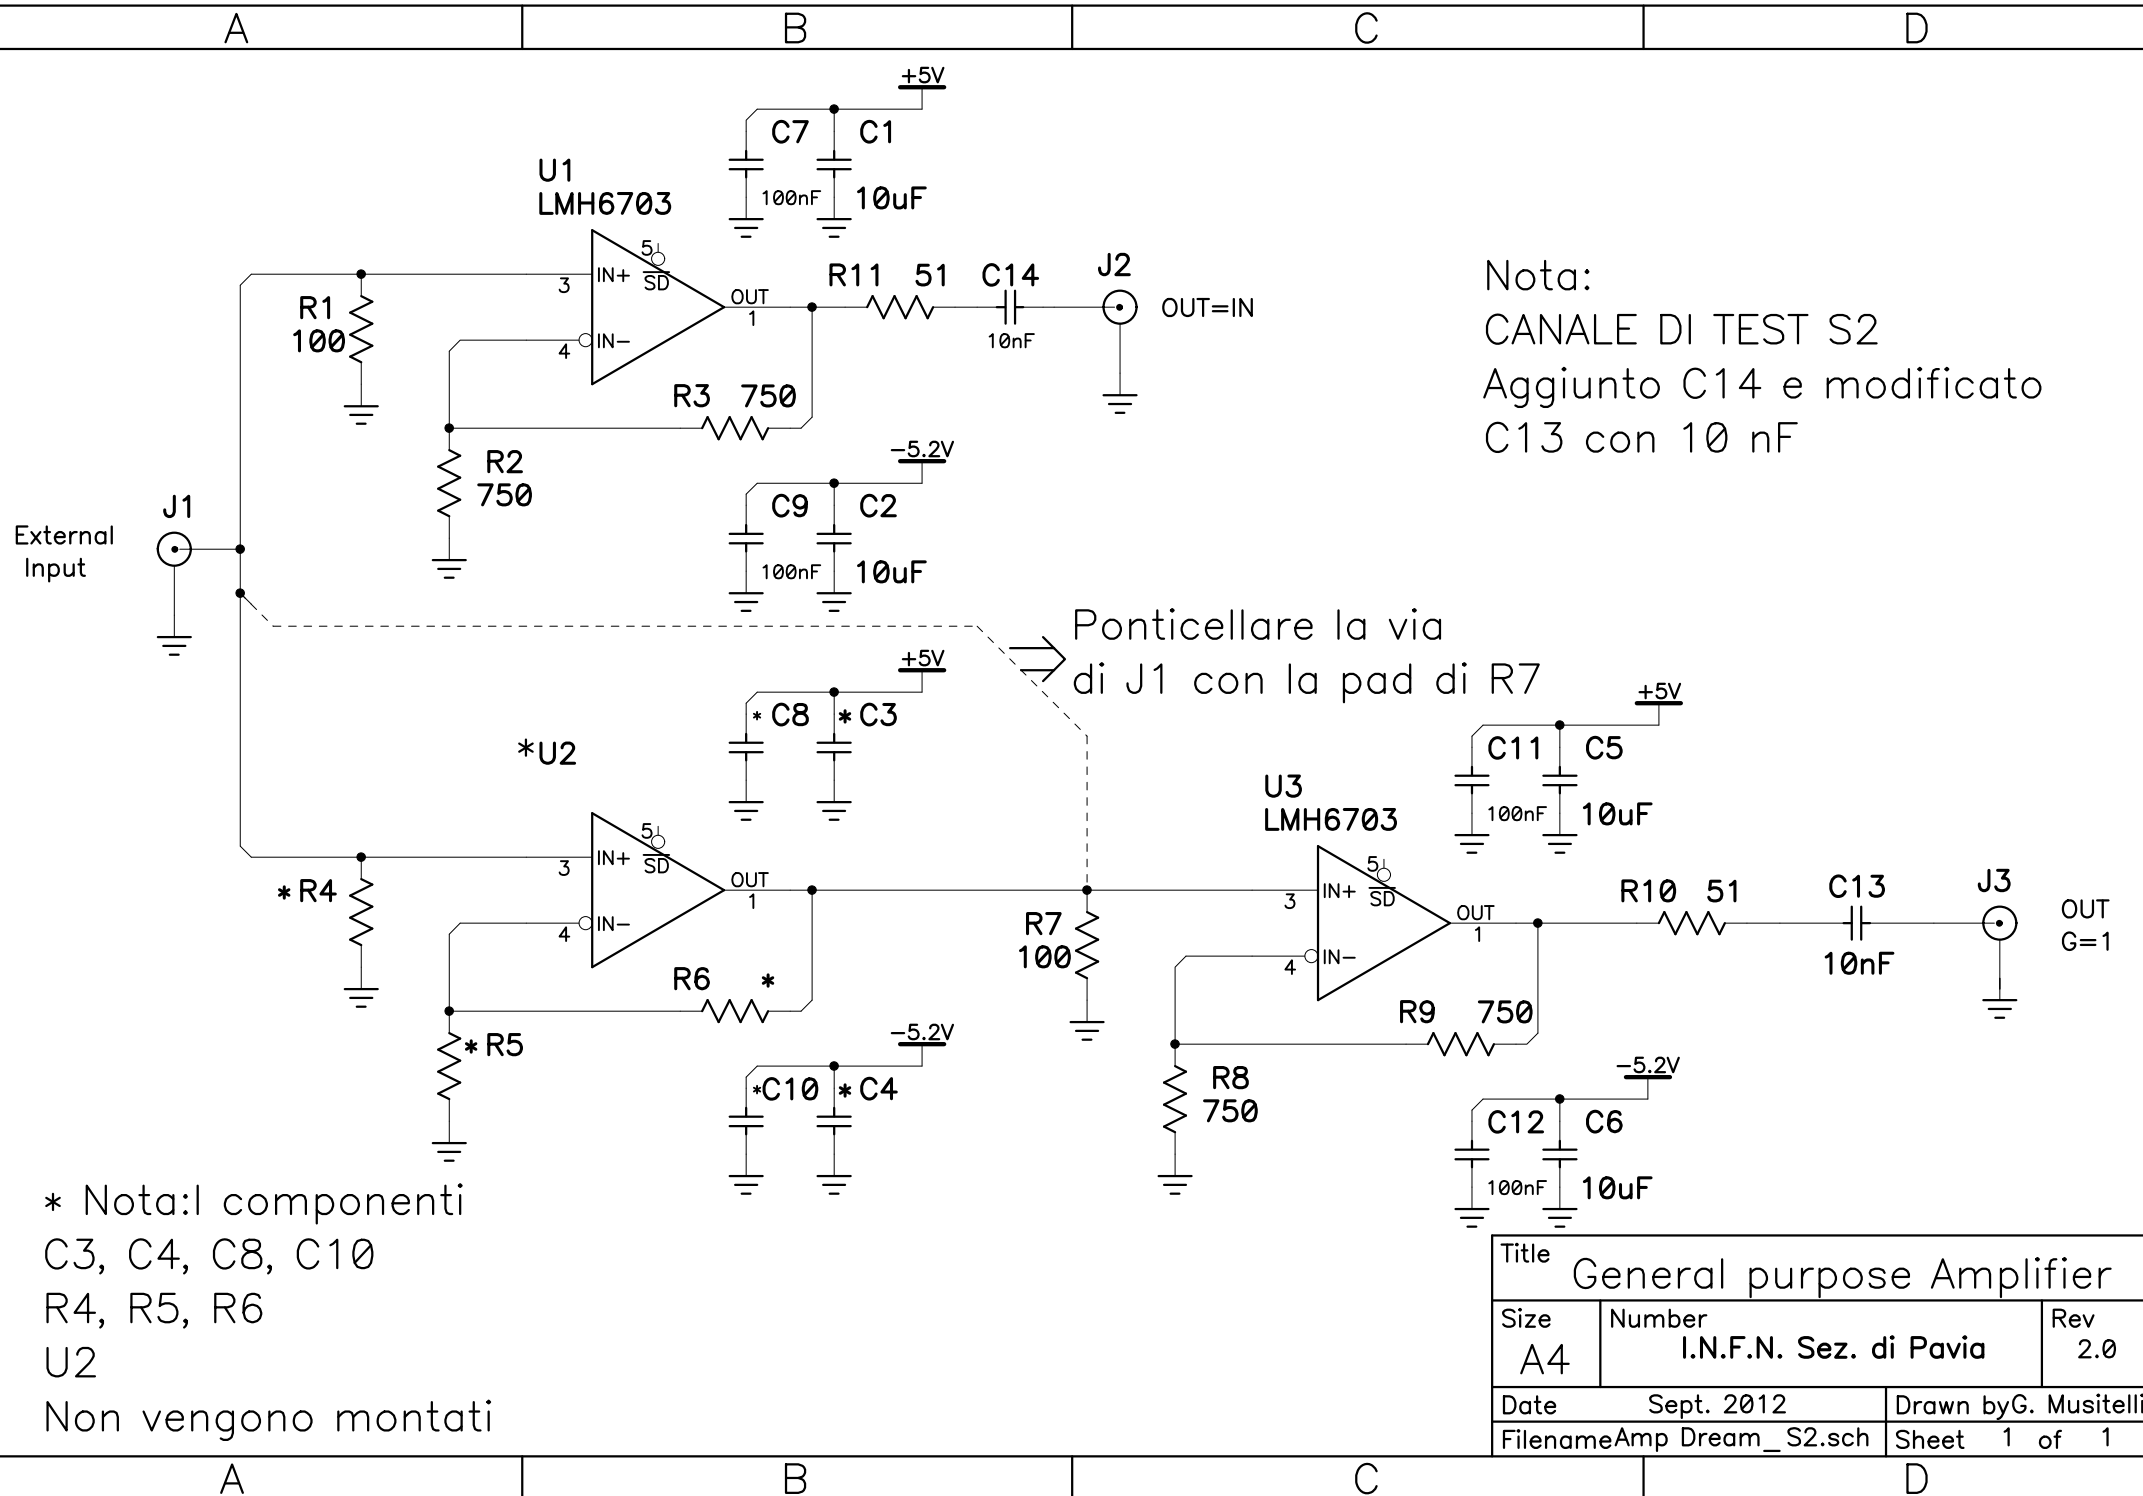 A B C D
+5V
C7 C1
100nF 10uF
U1
LMH6703
5
IN+ SD
3
OUT
1
IN-
4
R1
100
R11 51 C14
10nF
J2
OUT=IN
R3 750
R2
750
-5.2V
C9 C2
100nF 10uF
Nota:
CANALE DI TEST S2
Aggiunto C14 e modificato
C13 con 10 nF
J1
External
Input
Ponticellare la via
di J1 con la pad di R7
+5V
* C8 * C3
*U2
5
IN+ SD
3
OUT
1
IN-
4
* R4
R6 *
* R5
-5.2V
*C10 * C4
+5V
C11 C5
100nF 10uF
U3
LMH6703
5
IN+ SD
3
OUT
1
IN-
4
R7
100
R10 51 C13
10nF
J3
OUT
G=1
R9 750
R8
750
-5.2V
C12 C6
100nF 10uF
* Nota:I componenti
C3, C4, C8, C10
R4, R5, R6
U2
Non vengono montati
Title
General purpose Amplifier
Size
A4
Number
I.N.F.N. Sez. di Pavia
Rev
2.0
Date Sept. 2012
Drawn byG. Musitelli
FilenameAmp Dream_S2.sch
Sheet 1 of 1
A B C D